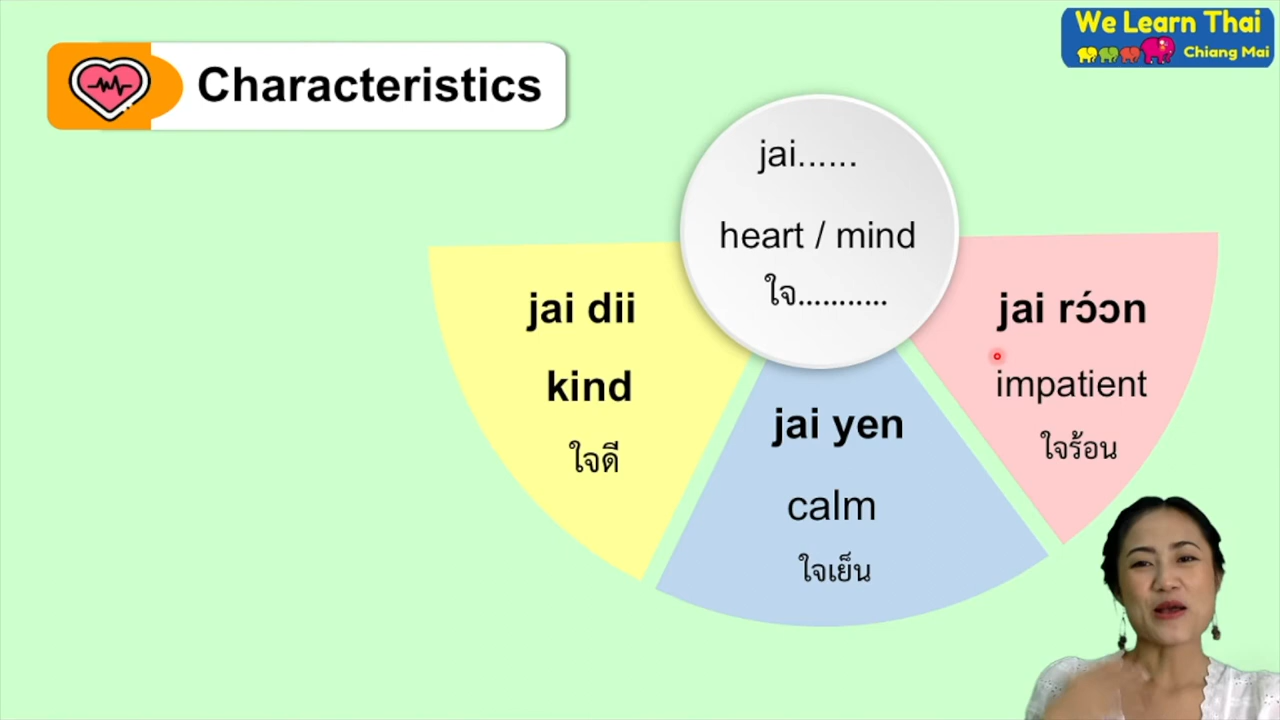 We Learn Thai
Chiang Mai
Characteristics
jai......
heart / mind
ใจ...........
jai dii
kind
ใจดี
jai yen
calm
ใจเย็น
jai rɔ́ɔn
impatient
ใจร้อน